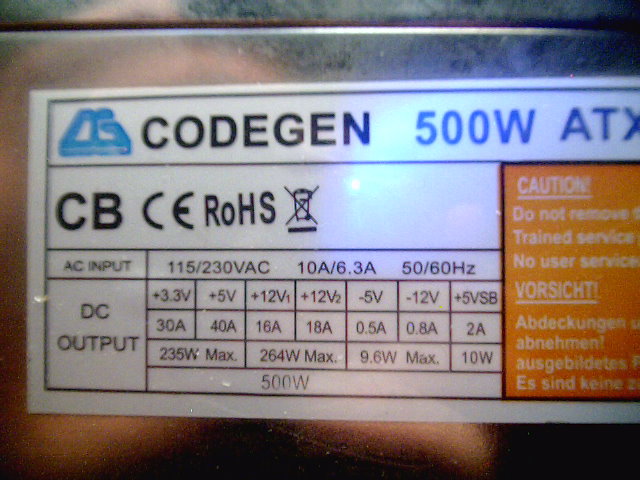 CODEGEN 500W ATX
CB CE RoHS
CAUTION!
Do not remove
Trained service
No user service
VORSICHT!
Abdeckungen
abnehmen!
ausgebildetes
Es sind keine
AC INPUT 115/230VAC 10A/6.3A 50/60Hz
DC OUTPUT
+3.3V +5V +12V1 +12V2 -5V -12V +5VSB
30A 40A 16A 18A 0.5A 0.8A 2A
235W Max. 264W Max. 9.6W Max. 10W
500W